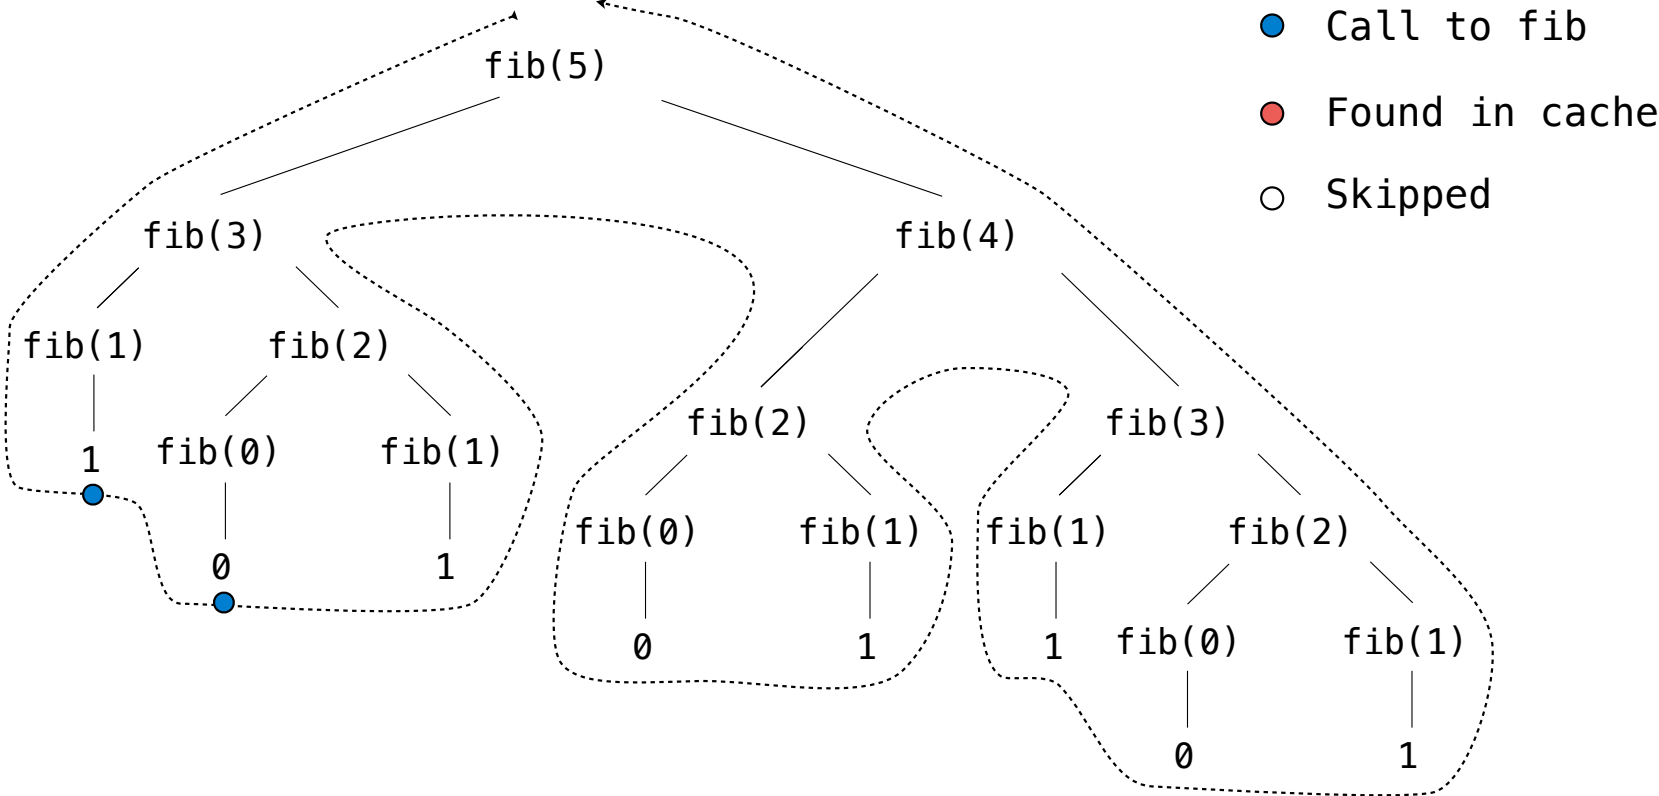 Call to fib
fib(5)
Found in cache
Skipped
fib(3) fib(4)
fib(1) fib(2)
fib(2) fib(3)
1 fib(0) fib(1)
fib(0) fib(1) fib(1) fib(2)
0 1
0 1 1 fib(0) fib(1)
0 1